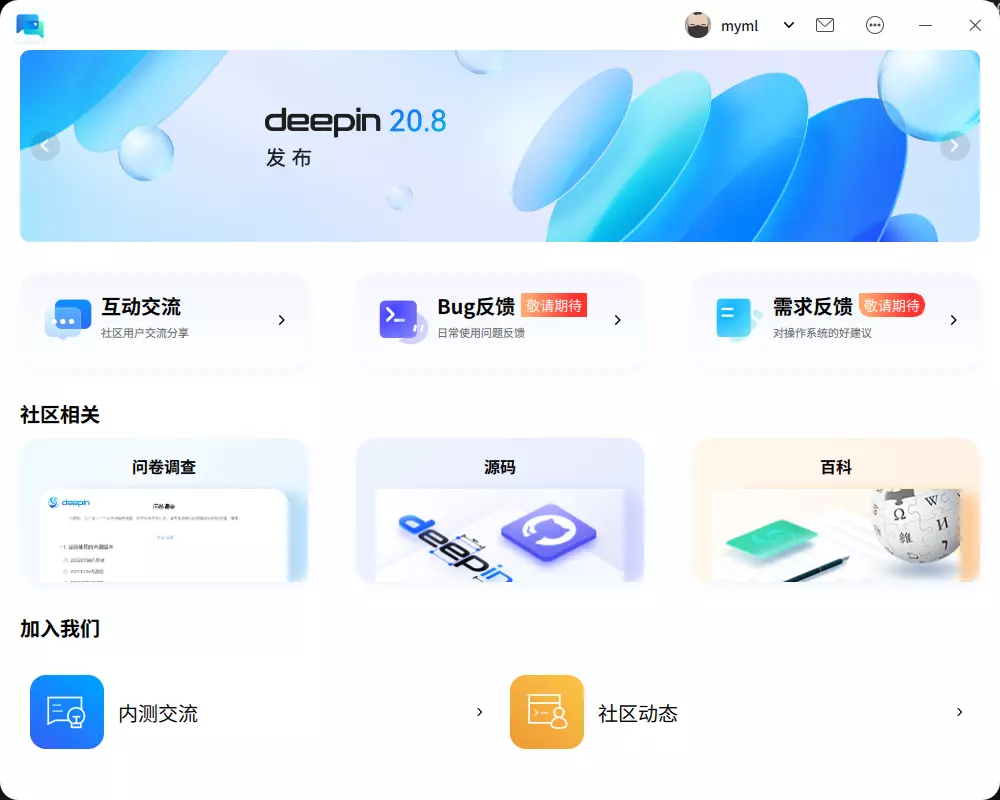 myml
deepin 20.8
发布
互动交流
社区用户交流分享
Bug反馈 敬请期待
日常使用问题反馈
需求反馈 敬请期待
对操作系统的好建议
社区相关
问卷调查
源码
百科
deepin
deepin
W
Ω
И
維
7
加入我们
内测交流
社区动态